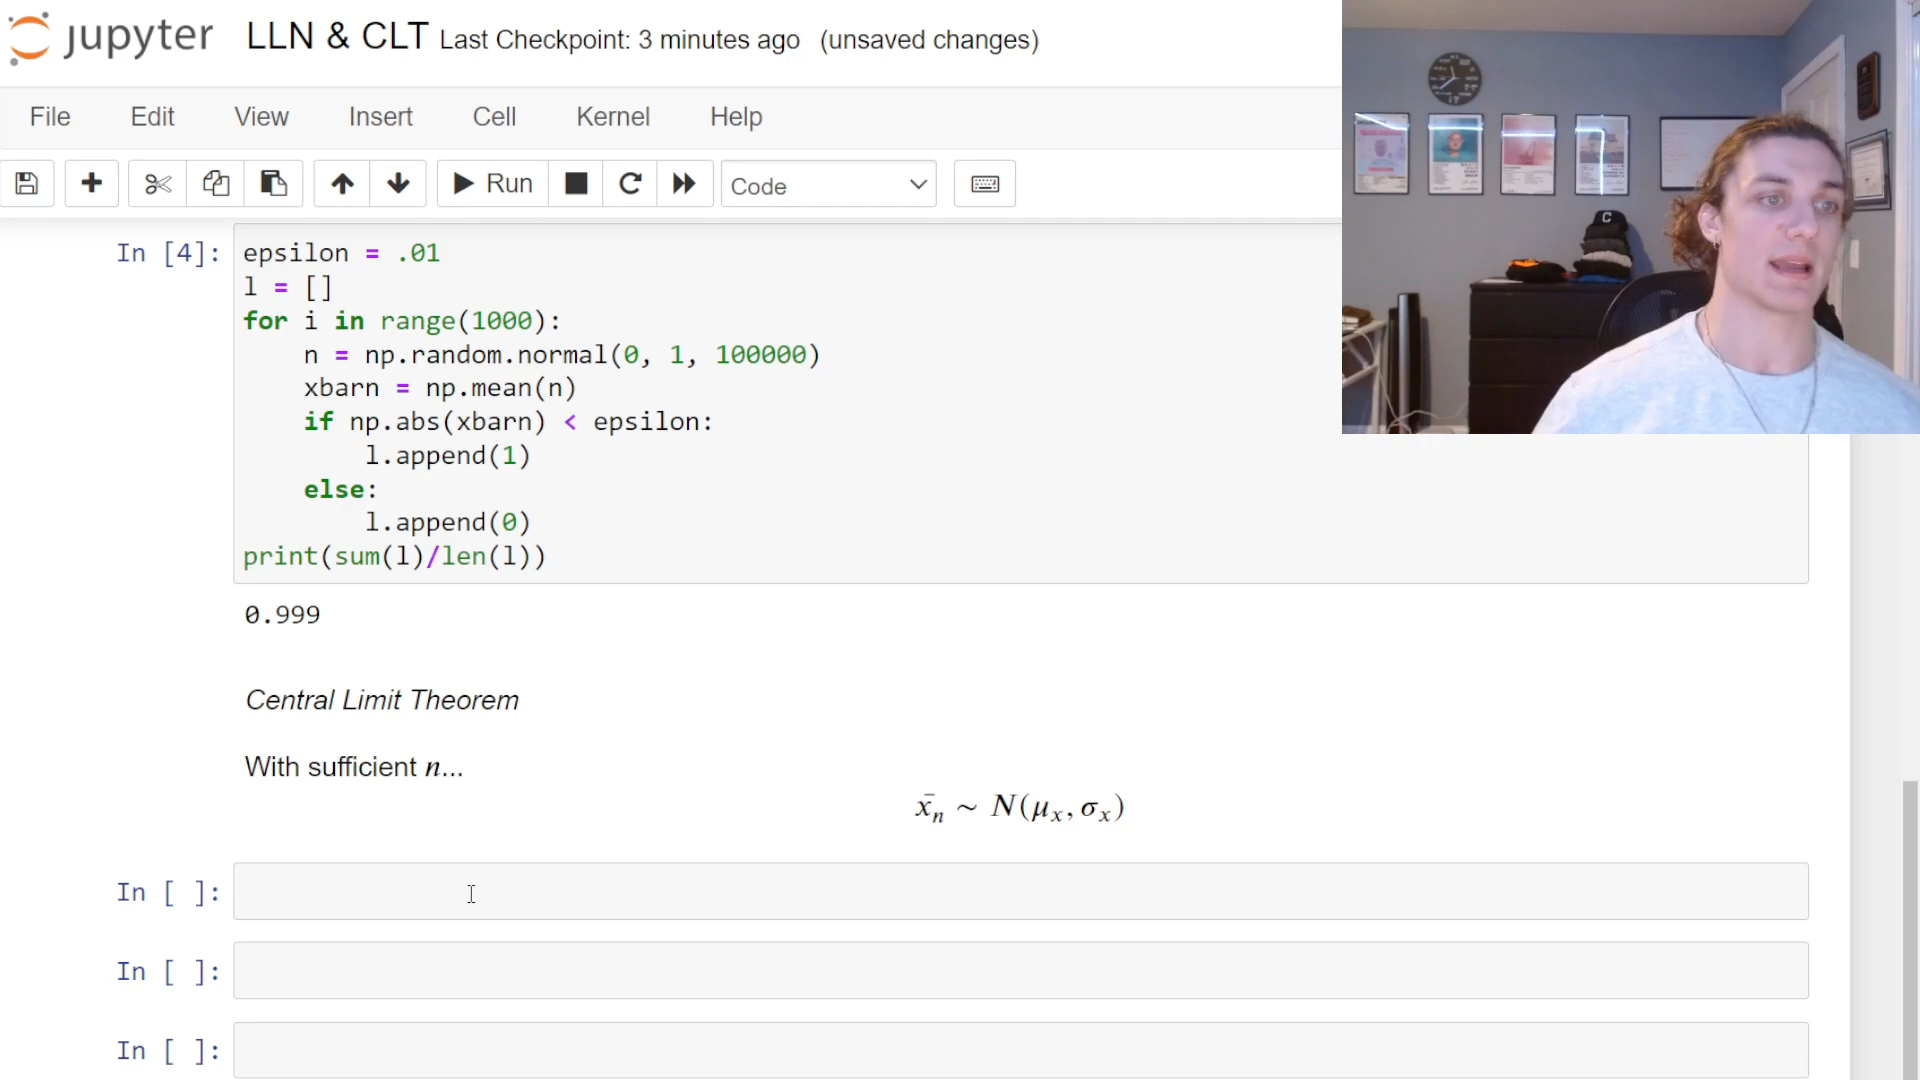 jupyter LLN & CLT Last Checkpoint: 3 minutes ago (unsaved changes)
File Edit View Insert Cell Kernel Help
Run Code
In [4]: epsilon = .01
l = []
for i in range(1000):
    n = np.random.normal(0, 1, 100000)
    xbarn = np.mean(n)
    if np.abs(xbarn) < epsilon:
        l.append(1)
    else:
        l.append(0)
print(sum(l)/len(l))
0.999
Central Limit Theorem
With sufficient n...
x̄ₙ ~ N(μₓ, σₓ)
In [ ]:
In [ ]:
In [ ]:
C